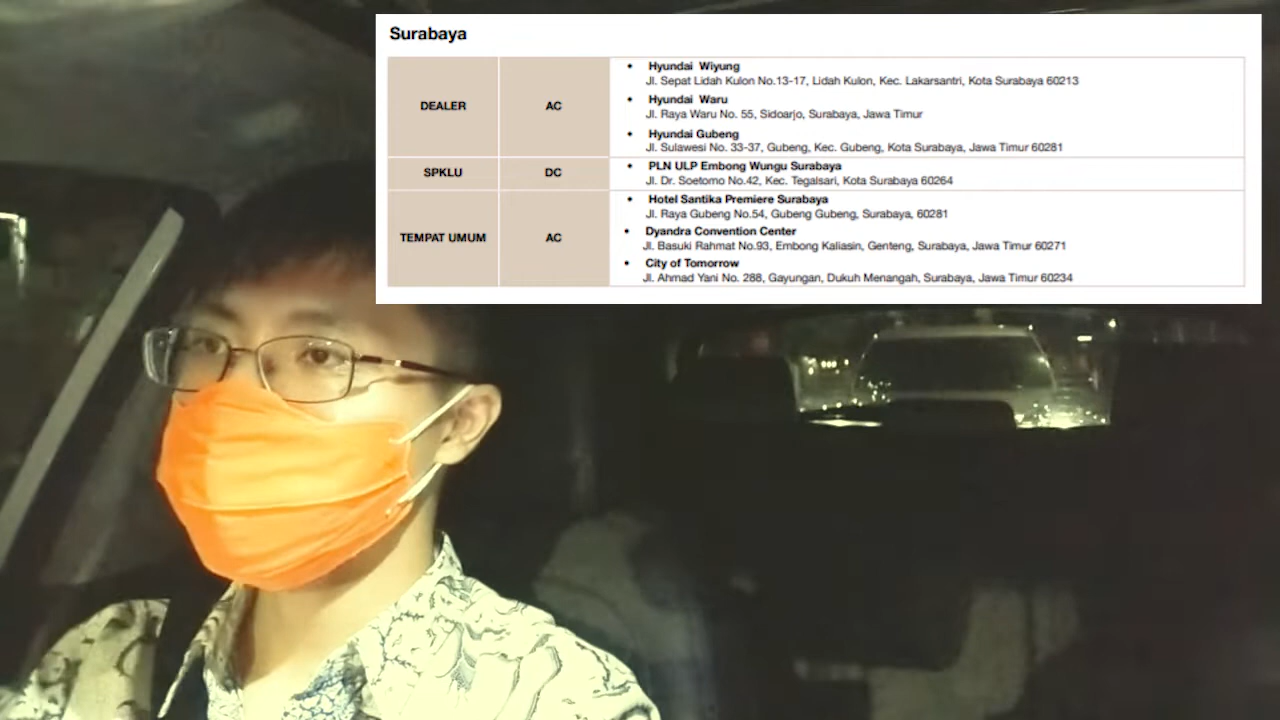 Surabaya
DEALER
AC
• Hyundai Wiyung
Jl. Sepat Lidah Kulon No.13-17, Lidah Kulon, Kec. Lakarsantri, Kota Surabaya 60213
• Hyundai Waru
Jl. Raya Waru No. 55, Sidoarjo, Surabaya, Jawa Timur
• Hyundai Gubeng
Jl. Sulawesi No. 33-37, Gubeng, Kec. Gubeng, Kota Surabaya, Jawa Timur 60281
SPKLU
DC
• PLN ULP Embong Wungu Surabaya
Jl. Dr. Soetomo No.42, Kec. Tegalsari, Kota Surabaya 60264
TEMPAT UMUM
AC
• Hotel Santika Premiere Surabaya
Jl. Raya Gubeng No.54, Gubeng Gubeng, Surabaya, 60281
• Dyandra Convention Center
Jl. Basuki Rahmat No.93, Embong Kaliasin, Genteng, Surabaya, Jawa Timur 60271
• City of Tomorrow
Jl. Ahmad Yani No. 288, Gayungan, Dukuh Menangah, Surabaya, Jawa Timur 60234